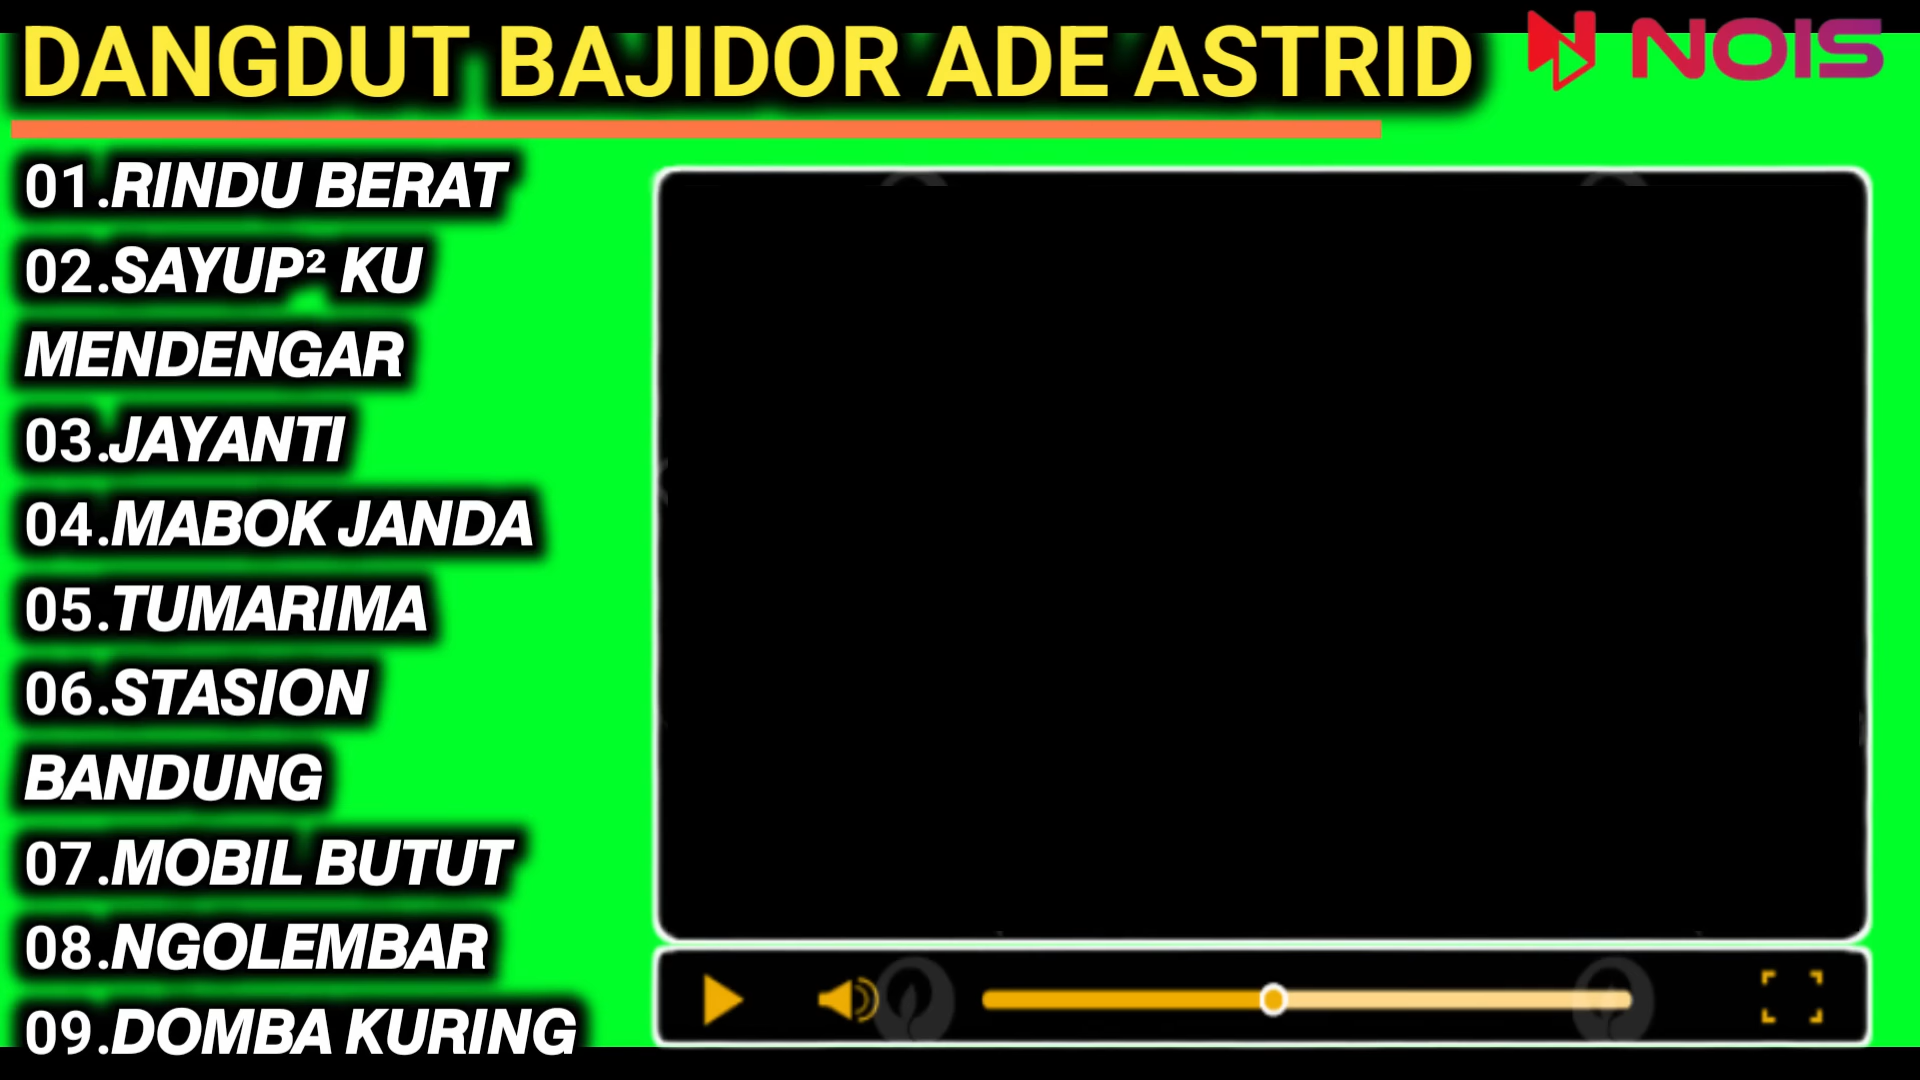 DANGDUT BAJIDOR ADE ASTRID
NOIS
01.RINDU BERAT
02.SAYUP² KU
MENDENGAR
03.JAYANTI
04.MABOK JANDA
05.TUMARIMA
06.STASION
BANDUNG
07.MOBIL BUTUT
08.NGOLEMBAR
09.DOMBA KURING